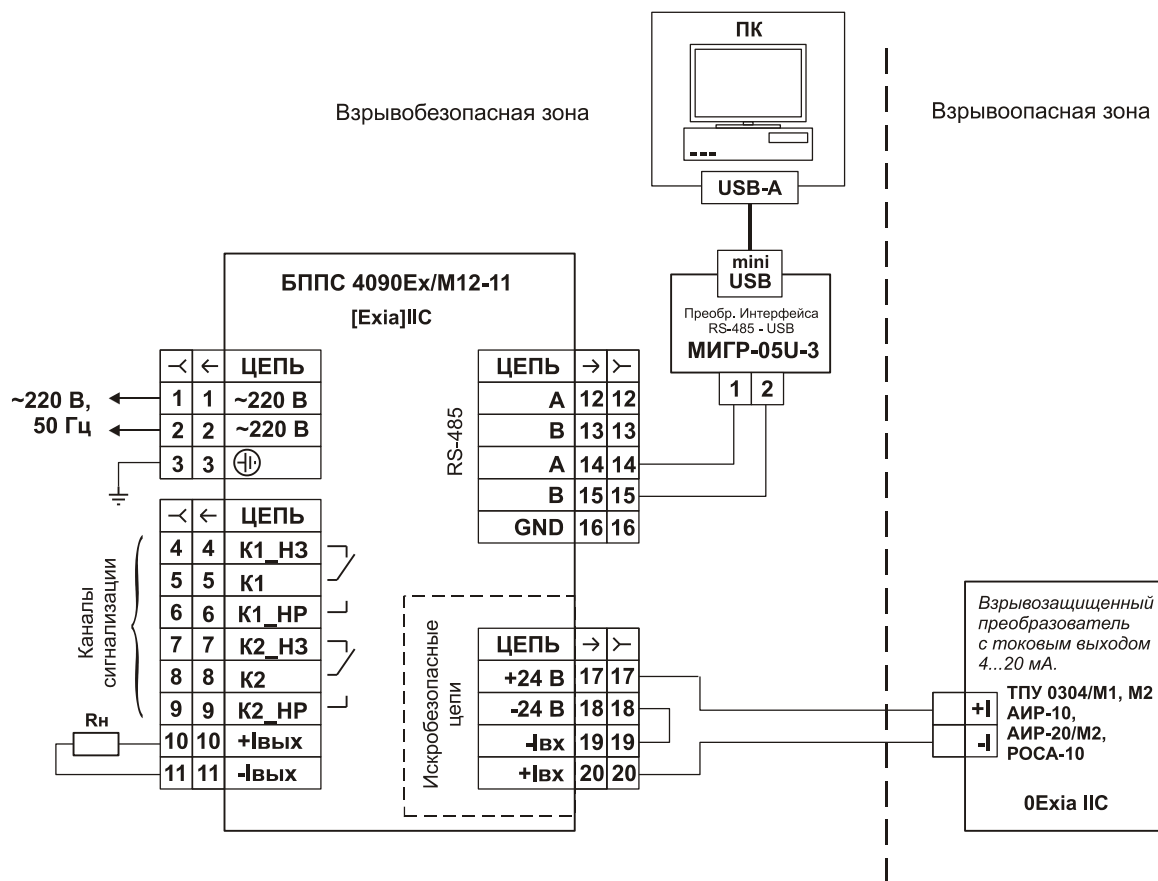 ПК
Взрывобезопасная зона
Взрывоопасная зона
USB-A
mini
USB
Преобр. Интерфейса
RS-485 - USB
МИГР-05U-3
1 2
БППС 4090Ex/М12-11
[Exia]IIC
ЦЕПЬ
1 1 ~220 В
2 2 ~220 В
3 3
~220 В,
50 Гц
ЦЕПЬ
4 4 К1_НЗ
5 5 К1
6 6 К1_НР
7 7 К2_НЗ
8 8 К2
9 9 К2_НР
10 10 +Iвых
11 11 -Iвых
Каналы
сигнализации
Rн
RS-485
ЦЕПЬ
А 12 12
В 13 13
А 14 14
В 15 15
GND 16 16
Искробезопасные
цепи
ЦЕПЬ
+24 В 17 17
-24 В 18 18
-Iвх 19 19
+Iвх 20 20
Взрывозащищенный
преобразователь
с токовым выходом
4...20 мА.
+I
-I
ТПУ 0304/М1, М2
АИР-10,
АИР-20/М2,
РОСА-10
0Exia IIC